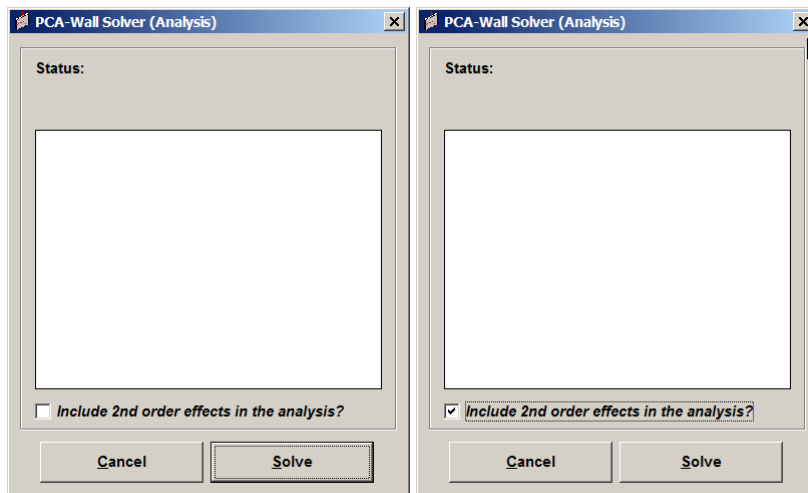 PCA-Wall Solver (Analysis)
Status:
Include 2nd order effects in the analysis?
Cancel
Solve
PCA-Wall Solver (Analysis)
Status:
Include 2nd order effects in the analysis?
Cancel
Solve